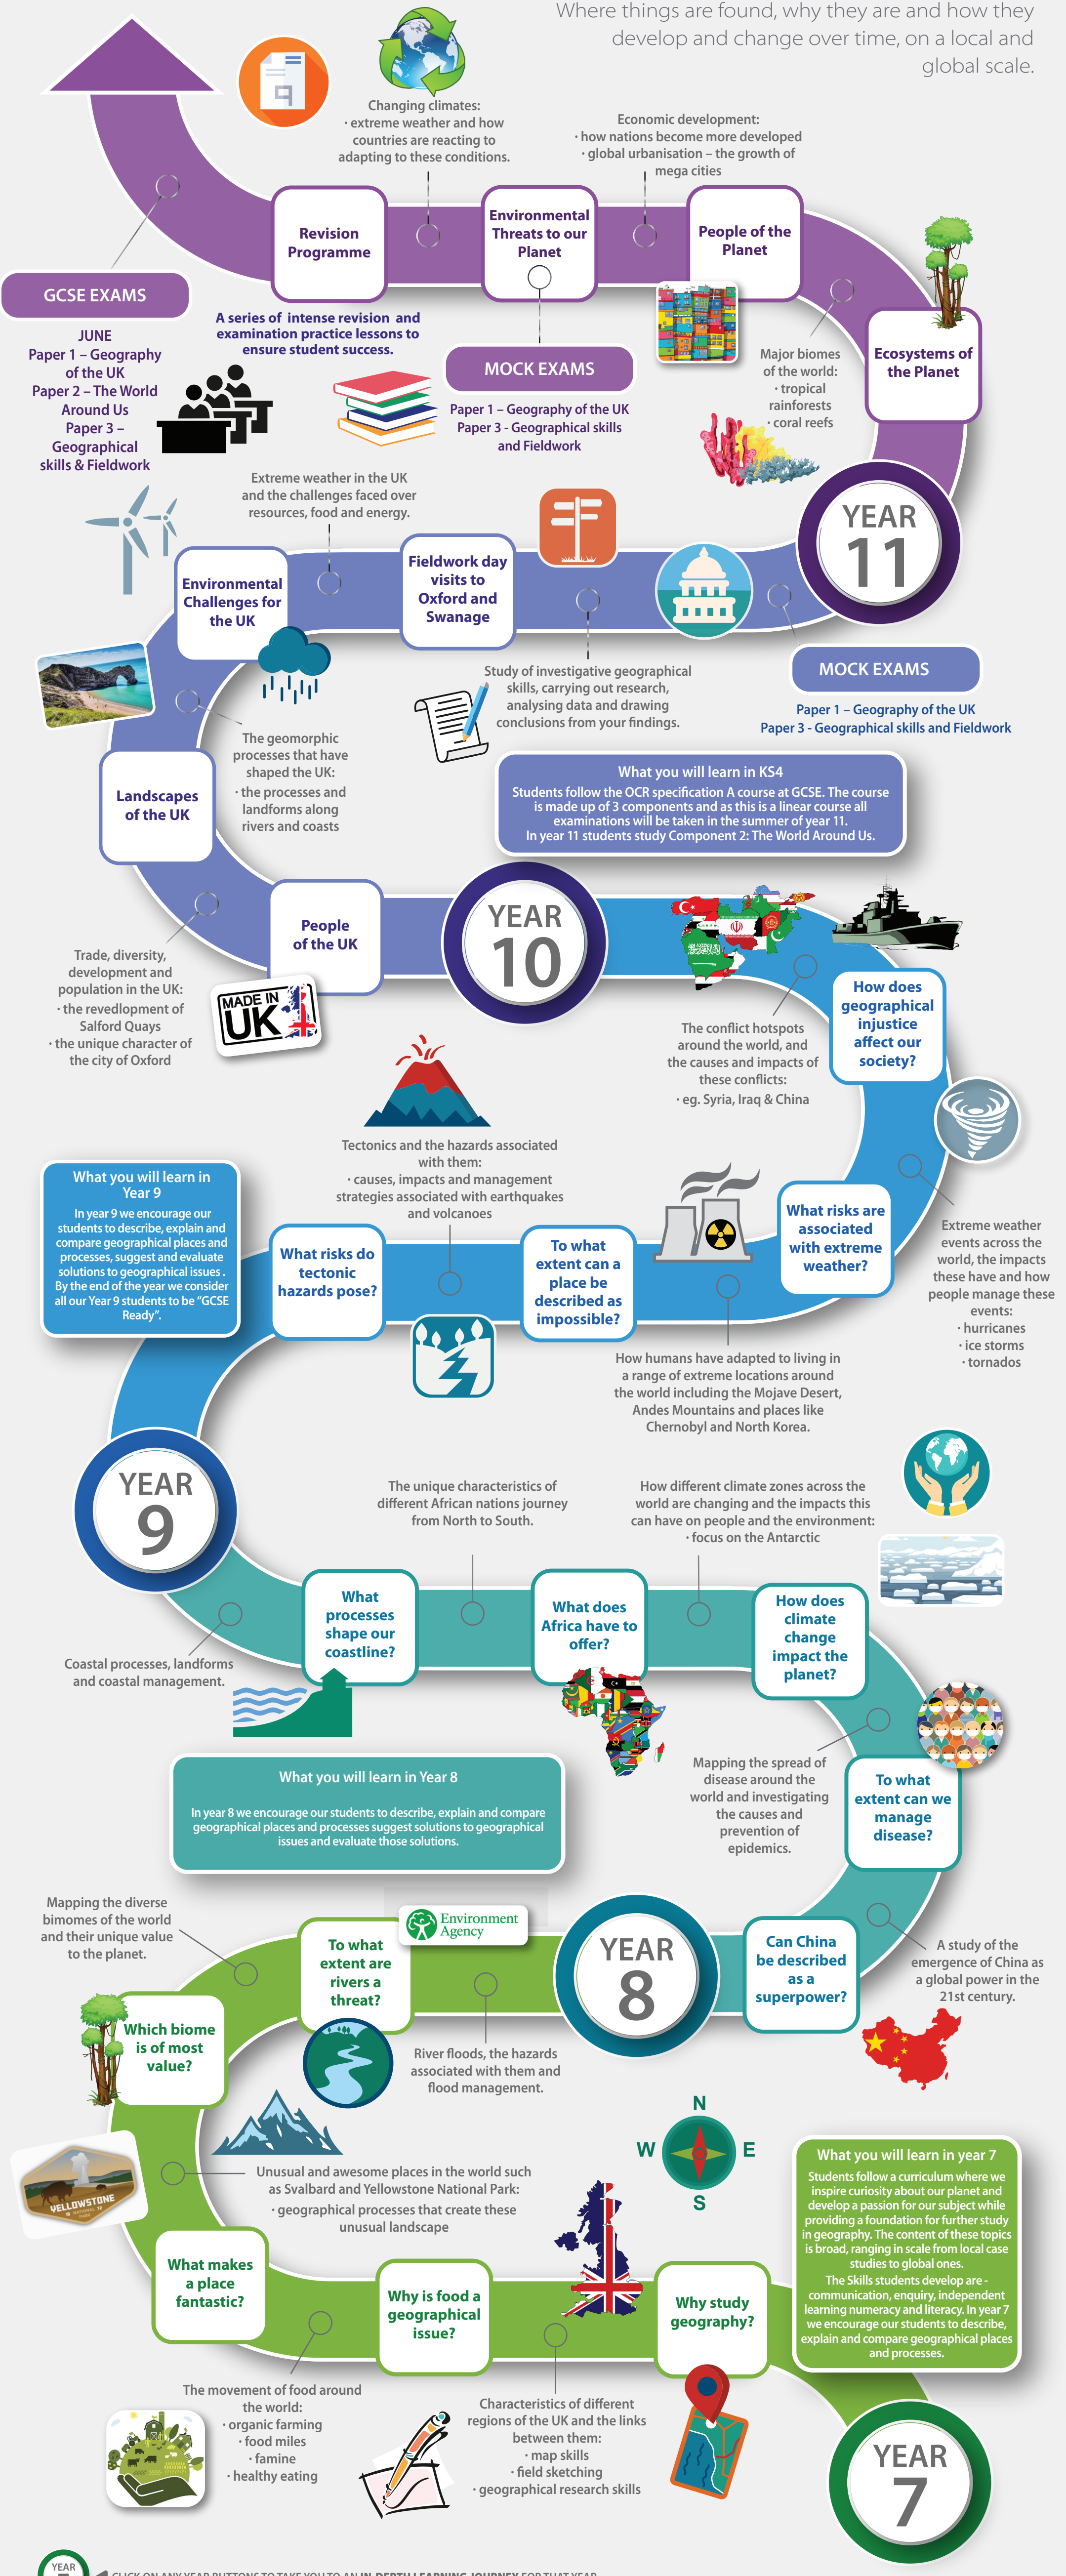 Where things are found, why they are and how they
develop and change over time, on a local and
global scale.
Changing climates:
· extreme weather and how
countries are reacting to
adapting to these conditions.
Economic development:
· how nations become more developed
· global urbanisation – the growth of
mega cities
Revision
Programme
Environmental
Threats to our
Planet
People of the
Planet
GCSE EXAMS
JUNE
Paper 1 – Geography
of the UK
Paper 2 – The World
Around Us
Paper 3 –
Geographical
skills & Fieldwork
A series of intense revision and
examination practice lessons to
ensure student success.
MOCK EXAMS
Paper 1 – Geography of the UK
Paper 3 - Geographical skills
and Fieldwork
Major biomes
of the world:
· tropical
rainforests
· coral reefs
Ecosystems of
the Planet
YEAR
11
Extreme weather in the UK
and the challenges faced over
resources, food and energy.
Environmental
Challenges for
the UK
Fieldwork day
visits to
Oxford and
Swanage
Study of investigative geographical
skills, carrying out research,
analysing data and drawing
conclusions from your findings.
MOCK EXAMS
Paper 1 – Geography of the UK
Paper 3 - Geographical skills and Fieldwork
The geomorphic
processes that have
shaped the UK:
· the processes and
landforms along
rivers and coasts
Landscapes
of the UK
What you will learn in KS4
Students follow the OCR specification A course at GCSE. The course
is made up of 3 components and as this is a linear course all
examinations will be taken in the summer of year 11.
In year 11 students study Component 2: The World Around Us.
People
of the UK
YEAR
10
Trade, diversity,
development and
population in the UK:
· the revedlopment of
Salford Quays
· the unique character of
the city of Oxford
MADE IN
UK
How does
geographical
injustice
affect our
society?
The conflict hotspots
around the world, and
the causes and impacts of
these conflicts:
· eg. Syria, Iraq & China
Tectonics and the hazards associated
with them:
· causes, impacts and management
strategies associated with earthquakes
and volcanoes
What you will learn in
Year 9
In year 9 we encourage our
students to describe, explain and
compare geographical places and
processes, suggest and evaluate
solutions to geographical issues .
By the end of the year we consider
all our Year 9 students to be “GCSE
Ready”.
What risks do
tectonic
hazards pose?
To what
extent can a
place be
described as
impossible?
What risks are
associated
with extreme
weather?
Extreme weather
events across the
world, the impacts
these have and how
people manage these
events:
· hurricanes
· ice storms
· tornados
How humans have adapted to living in
a range of extreme locations around
the world including the Mojave Desert,
Andes Mountains and places like
Chernobyl and North Korea.
YEAR
9
The unique characteristics of
different African nations journey
from North to South.
How different climate zones across the
world are changing and the impacts this
can have on people and the environment:
· focus on the Antarctic
What
processes
shape our
coastline?
What does
Africa have to
offer?
How does
climate
change
impact the
planet?
Coastal processes, landforms
and coastal management.
Mapping the spread of
disease around the
world and investigating
the causes and
prevention of
epidemics.
To what
extent can we
manage
disease?
What you will learn in Year 8
In year 8 we encourage our students to describe, explain and compare
geographical places and processes suggest solutions to geographical
issues and evaluate those solutions.
Mapping the diverse
bimomes of the world
and their unique value
to the planet.
Environment
Agency
To what
extent are
rivers a
threat?
YEAR
8
Can China
be described
as a
superpower?
A study of the
emergence of China as
a global power in the
21st century.
Which biome
is of most
value?
River floods, the hazards
associated with them and
flood management.
N
W
E
S
YELLOWSTONE
Unusual and awesome places in the world such
as Svalbard and Yellowstone National Park:
· geographical processes that create these
unusual landscape
What you will learn in year 7
Students follow a curriculum where we
inspire curiosity about our planet and
develop a passion for our subject while
providing a foundation for further study
in geography. The content of these topics
is broad, ranging in scale from local case
studies to global ones.
The Skills students develop are -
communication, enquiry, independent
learning numeracy and literacy. In year 7
we encourage our students to describe,
explain and compare geographical places
and processes.
What makes
a place
fantastic?
Why is food a
geographical
issue?
Why study
geography?
The movement of food around
the world:
· organic farming
· food miles
· famine
· healthy eating
Characteristics of different
regions of the UK and the links
between them:
· map skills
· field sketching
· geographical research skills
YEAR
7
YEAR
CLICK ON ANY YEAR BUTTONS TO TAKE YOU TO AN IN-DEPTH LEARNING JOURNEY FOR THAT YEAR